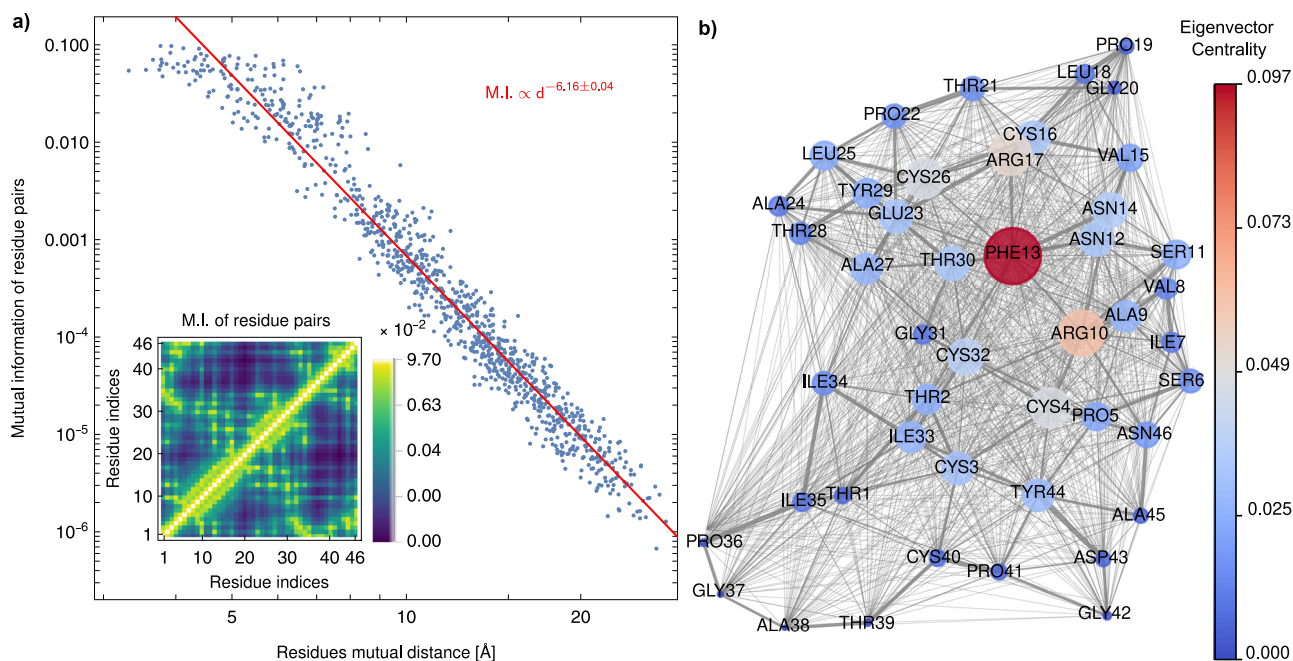 a)
0.100
0.010
0.001
10^-4
10^-5
10^-6
Mutual information of residue pairs
M.I. ∝ d^−6.16±0.04
5
10
20
Residues mutual distance [Å]
M.I. of residue pairs
× 10^−2
46
40
30
20
10
1
Residue indices
1
10
20
30
40
46
Residue indices
9.70
0.63
0.04
0.00
0.00
b)
PRO19
LEU18
GLY20
THR21
PRO22
CYS16
ARG17
VAL15
LEU25
CYS26
TYR29
ALA24
GLU23
ASN14
THR28
ASN12
PHE13
SER11
THR30
ALA27
VAL8
ALA9
ARG10
GLY31
ILE7
CYS32
ILE34
SER6
THR2
CYS4
PRO5
ILE33
ASN46
CYS3
ILE35
THR1
TYR44
ALA45
PRO36
CYS40
PRO41
ASP43
GLY37
GLY42
ALA38
THR39
Eigenvector
Centrality
0.097
0.073
0.049
0.025
0.000